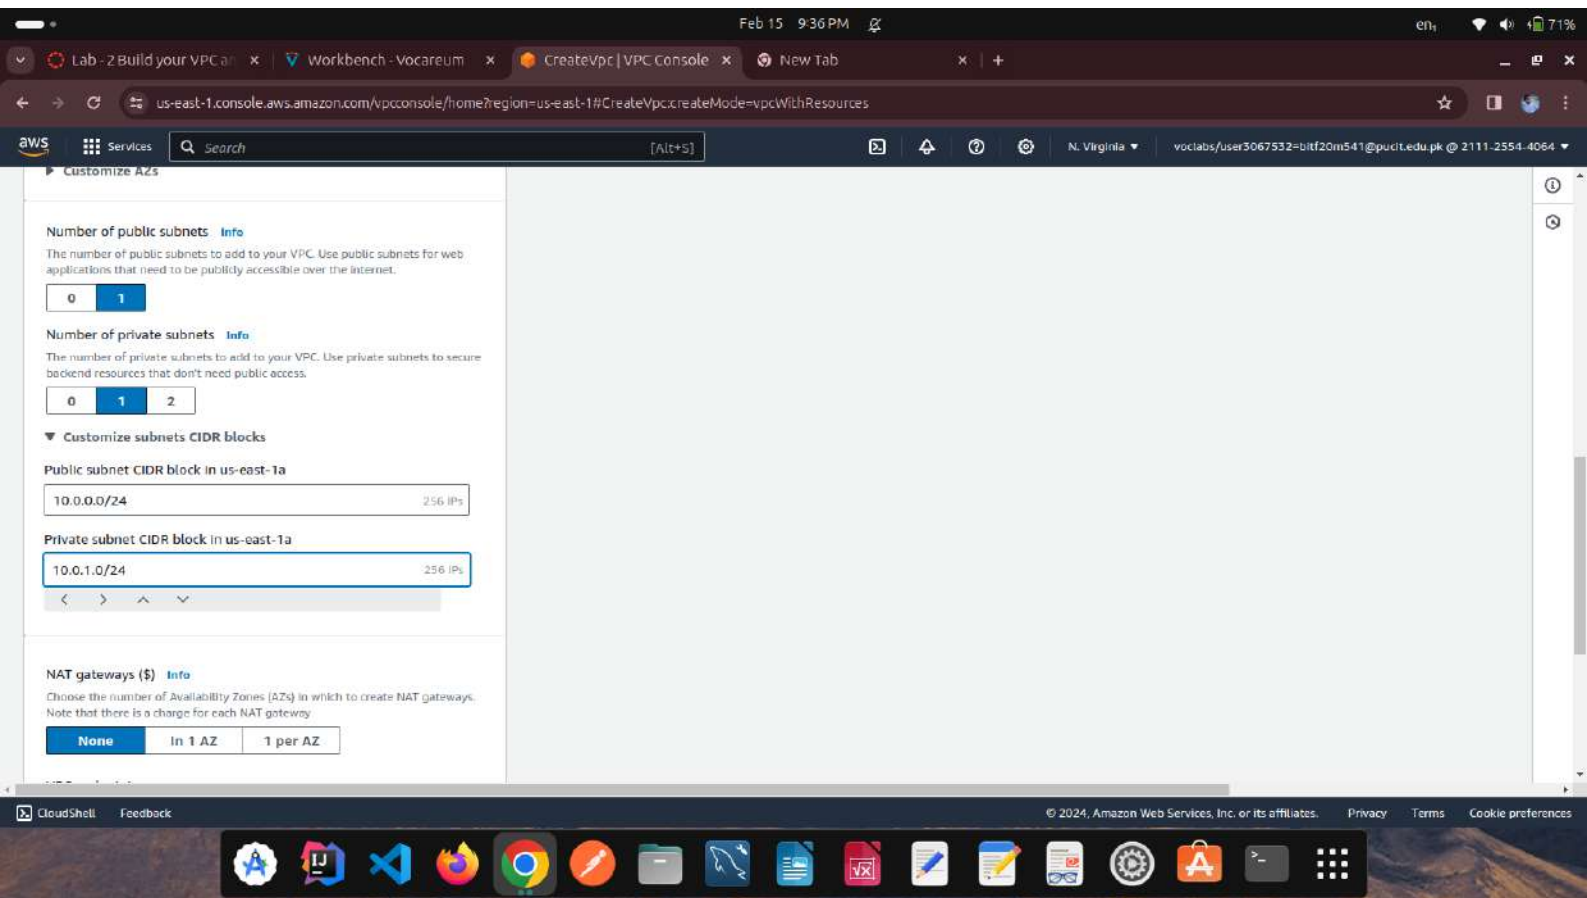 Feb 15 9:36 PM
en1
71%
Lab - 2 Build your VPC an
Workbench - Vocareum
CreateVpc | VPC Console
New Tab
us-east-1.console.aws.amazon.com/vpcconsole/home?region=us-east-1#CreateVpc:createMode=vpcWithResources
aws
Services
Search
[Alt+S]
N. Virginia
voclabs/user3067532=bitf20m541@pucit.edu.pk @ 2111-2554-4064
Customize AZs
Number of public subnets Info
The number of public subnets to add to your VPC. Use public subnets for web
applications that need to be publicly accessible over the internet.
0 1
Number of private subnets Info
The number of private subnets to add to your VPC. Use private subnets to secure
backend resources that don't need public access.
0 1 2
Customize subnets CIDR blocks
Public subnet CIDR block in us-east-1a
10.0.0.0/24 256 IPs
Private subnet CIDR block in us-east-1a
10.0.1.0/24 256 IPs
NAT gateways ($) Info
Choose the number of Availability Zones (AZs) in which to create NAT gateways.
Note that there is a charge for each NAT gateway
None In 1 AZ 1 per AZ
CloudShell Feedback
© 2024, Amazon Web Services, Inc. or its affiliates. Privacy Terms Cookie preferences